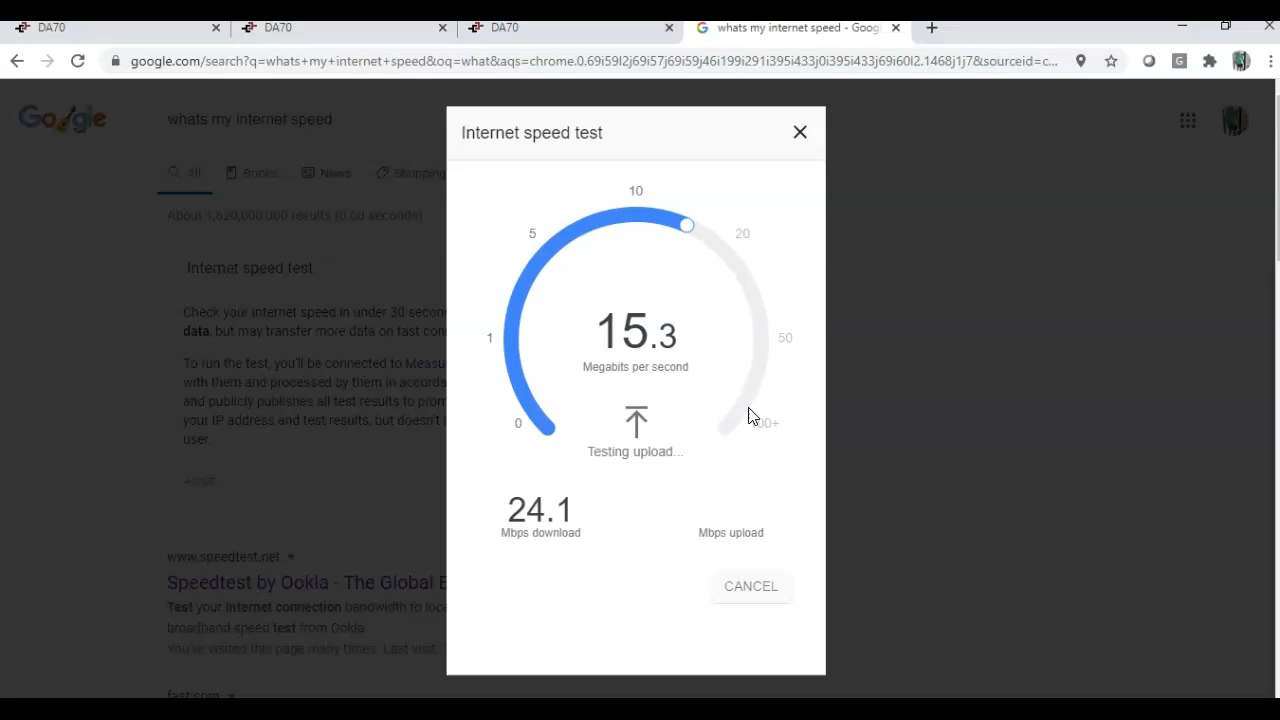 DA70
DA70
DA70
whats my internet speed - Goog
google.com/search?q=whats+my+internet+speed&oq=what&aqs=chrome.0.69i59l2j69i57j69i59j46i199i291i395i433j0i395i433j69i60l2.1468j1j7&sourceid=c...
Google
whats my internet speed
All
Books
News
Shopping
About 1,620,000,000 results (0.60 seconds)
Internet speed test
Check your internet speed in under 30 secon
data, but may transfer more data on fast con
To run the test, you'll be connected to Measu
with them and processed by them in accorda
and publicly publishes all test results to prom
your IP address and test results, but doesn't i
user.
www.speedtest.net
Speedtest by Ookla - The Global B
Test your internet connection bandwidth to loca
broadband speed test from Ookla
You've visited this page many times. Last visit:
fast.com
Internet speed test
10
5
20
1
50
0
15.3
Megabits per second
Testing upload...
24.1
Mbps download
Mbps upload
CANCEL